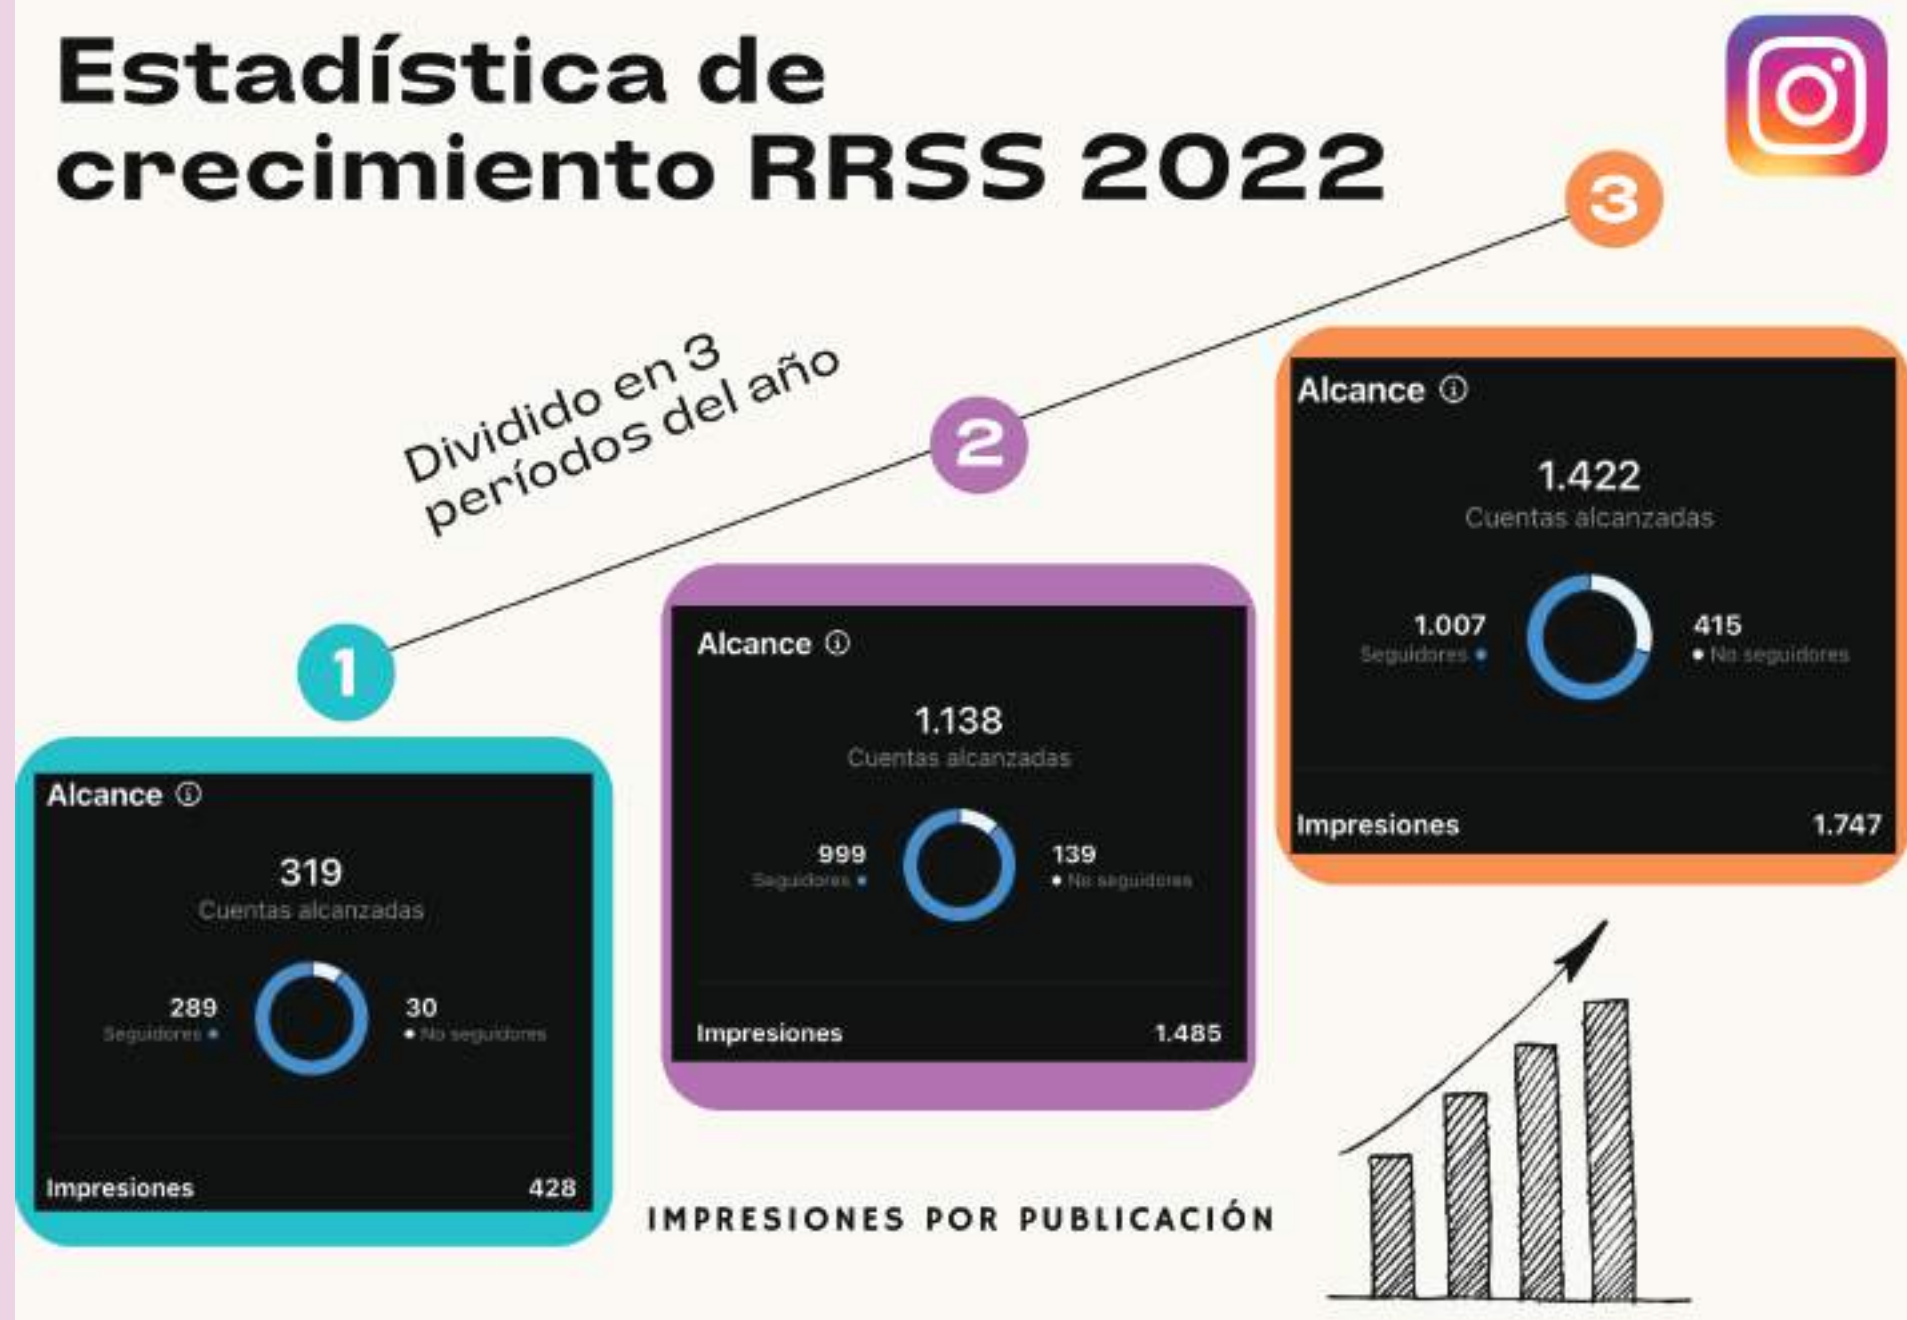 Estadística de
crecimiento RRSS 2022
Dividido en 3
períodos del año
1
2
3
Alcance
319
Cuentas alcanzadas
289
Seguidores
30
No seguidores
Impresiones 428
Alcance
1.138
Cuentas alcanzadas
999
Seguidores
139
No seguidores
Impresiones 1.485
Alcance
1.422
Cuentas alcanzadas
1.007
Seguidores
415
No seguidores
Impresiones 1.747
IMPRESIONES POR PUBLICACIÓN